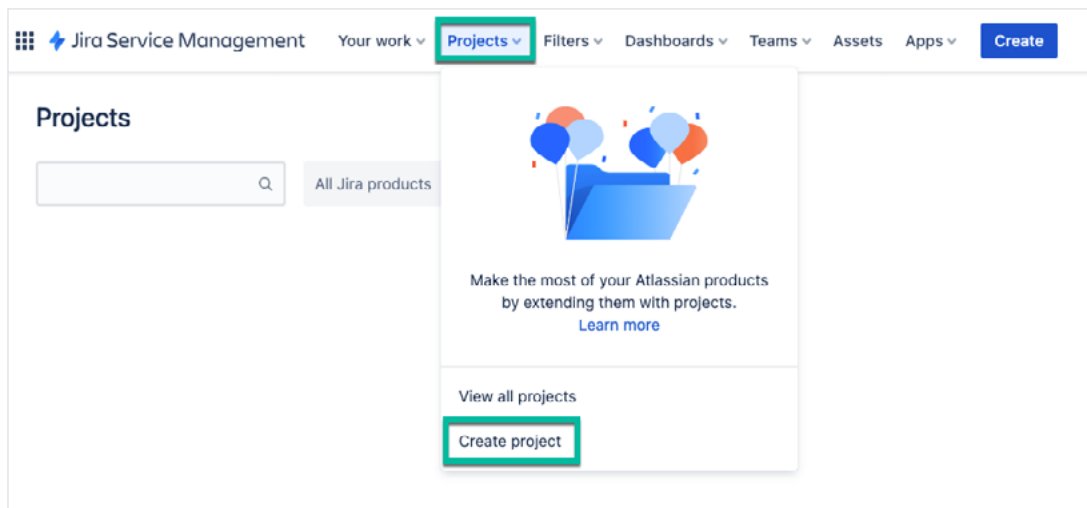 Jira Service Management Your work Projects Filters Dashboards Teams Assets Apps Create
Projects
All Jira products
Make the most of your Atlassian products
by extending them with projects.
Learn more
View all projects
Create project